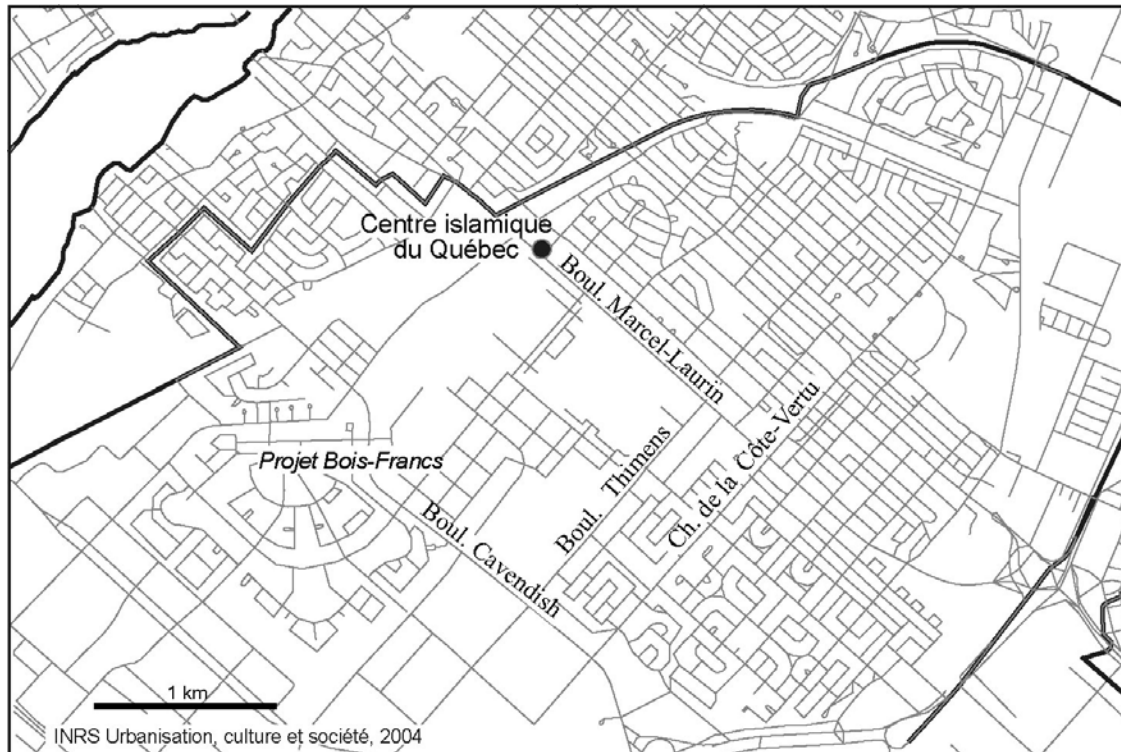 Centre islamique
du Québec
Boul. Marcel-Laurin
Projet Bois-Francs
Boul. Thimens
Ch. de la Côte-Vertu
Boul. Cavendish
1 km
INRS Urbanisation, culture et société, 2004